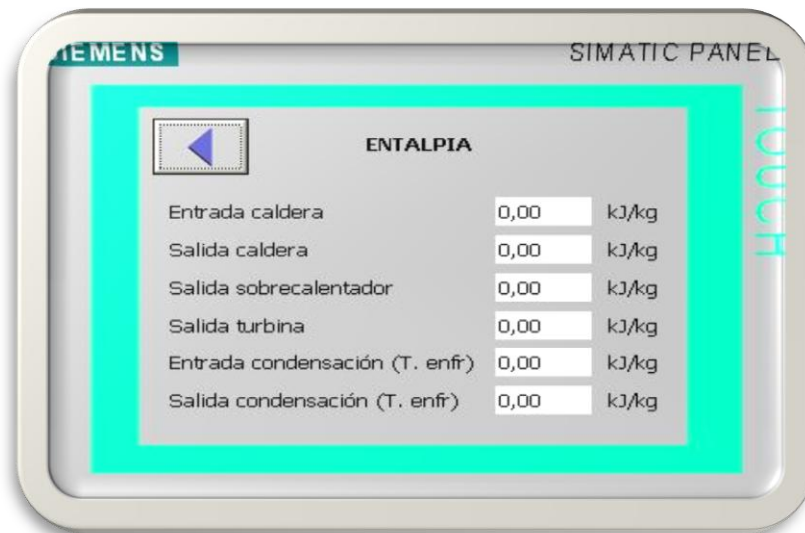 SIEMENS
SIMATIC PANEL
TOUCH
ENTALPIA
Entrada caldera 0,00 kJ/kg
Salida caldera 0,00 kJ/kg
Salida sobrecalentador 0,00 kJ/kg
Salida turbina 0,00 kJ/kg
Entrada condensación (T. enfr) 0,00 kJ/kg
Salida condensación (T. enfr) 0,00 kJ/kg